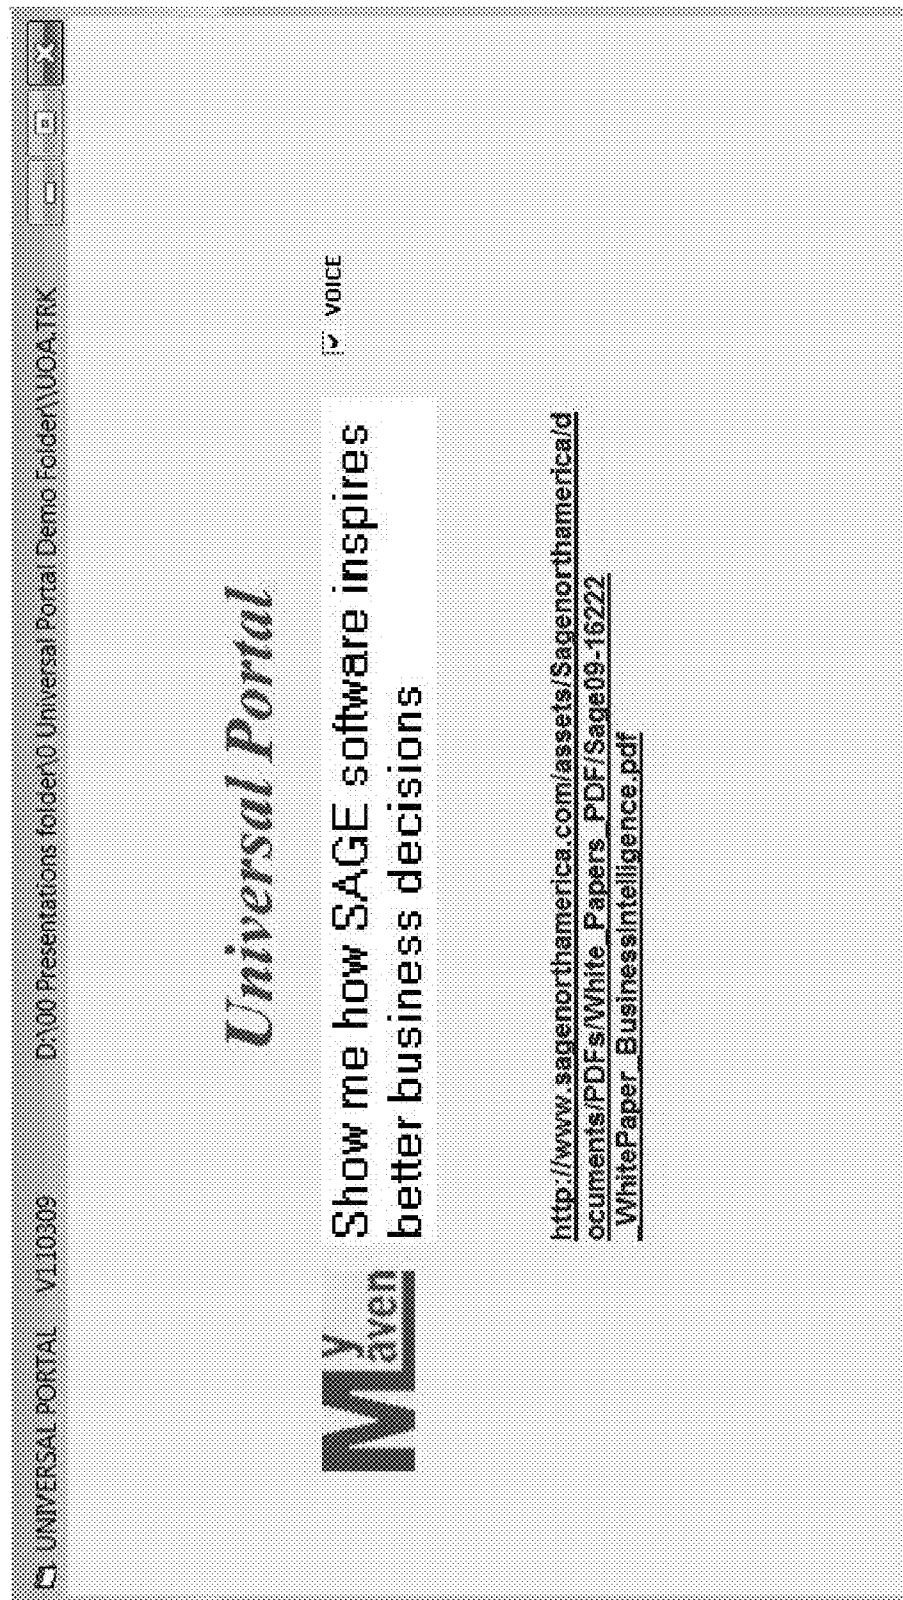 UNIVERSAL PORTAL V110309 D:\00 Presentations folder\0 Universal Portal Demo Folder\\UOA.TRK
Universal Portal
My aven
Show me how SAGE software inspires
better business decisions
VOICE
http://www.sagenorthamerica.com/assets/Sagenorthamerica/d
ocuments/PDFs/White_Papers_PDF/Sage09-16222
_WhitePaper_BusinessIntelligence.pdf